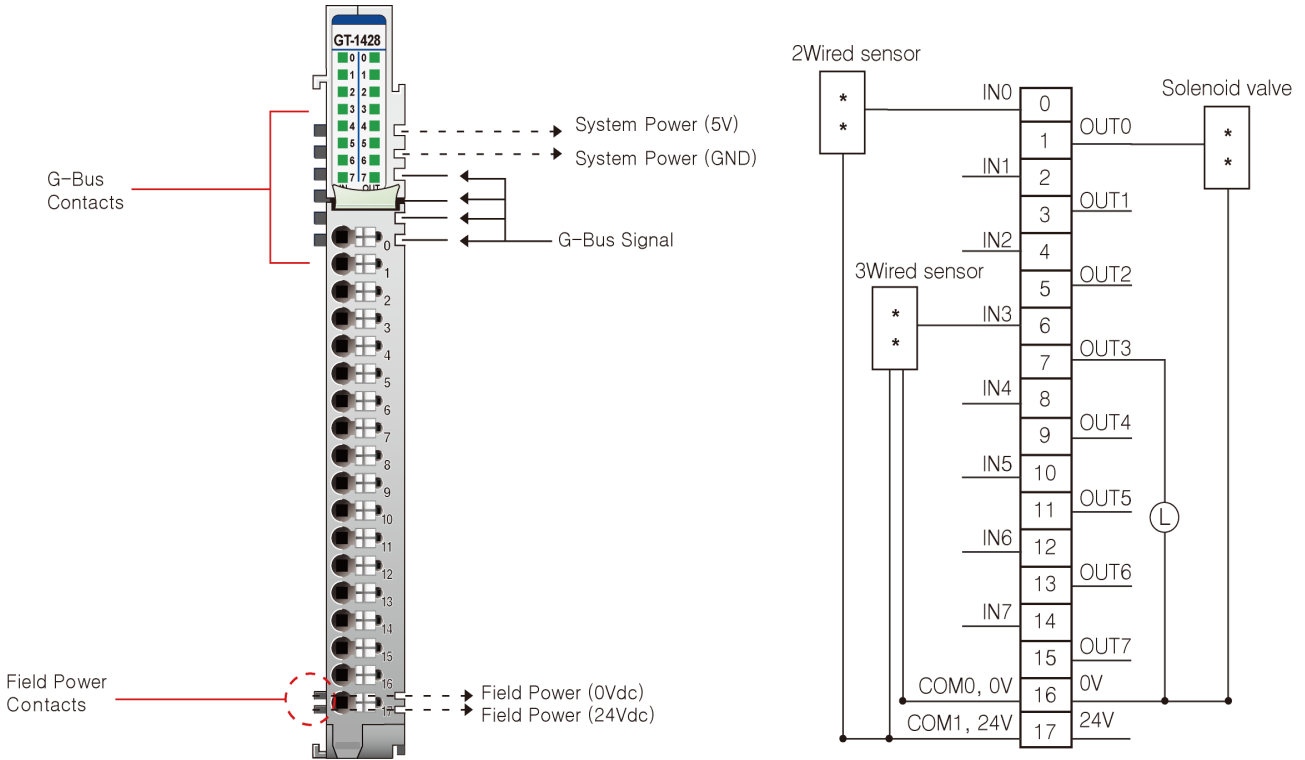 GT-1428
0 0
1 1
2 2
3 3
4 4
5 5
6 6
7 7
IN OUT
System Power (5V)
System Power (GND)
G-Bus
Contacts
G-Bus Signal
0
1
2
3
4
5
6
7
8
9
10
11
12
13
14
15
16
17
Field Power
Contacts
Field Power (0Vdc)
Field Power (24Vdc)
2Wired sensor
*
*
Solenoid valve
*
*
3Wired sensor
*
*
IN0 0
1 OUT0
IN1 2
3 OUT1
IN2 4
5 OUT2
IN3 6
7 OUT3
IN4 8
9 OUT4
IN5 10
11 OUT5
L
IN6 12
13 OUT6
IN7 14
15 OUT7
COM0, 0V 16 0V
COM1, 24V 17 24V